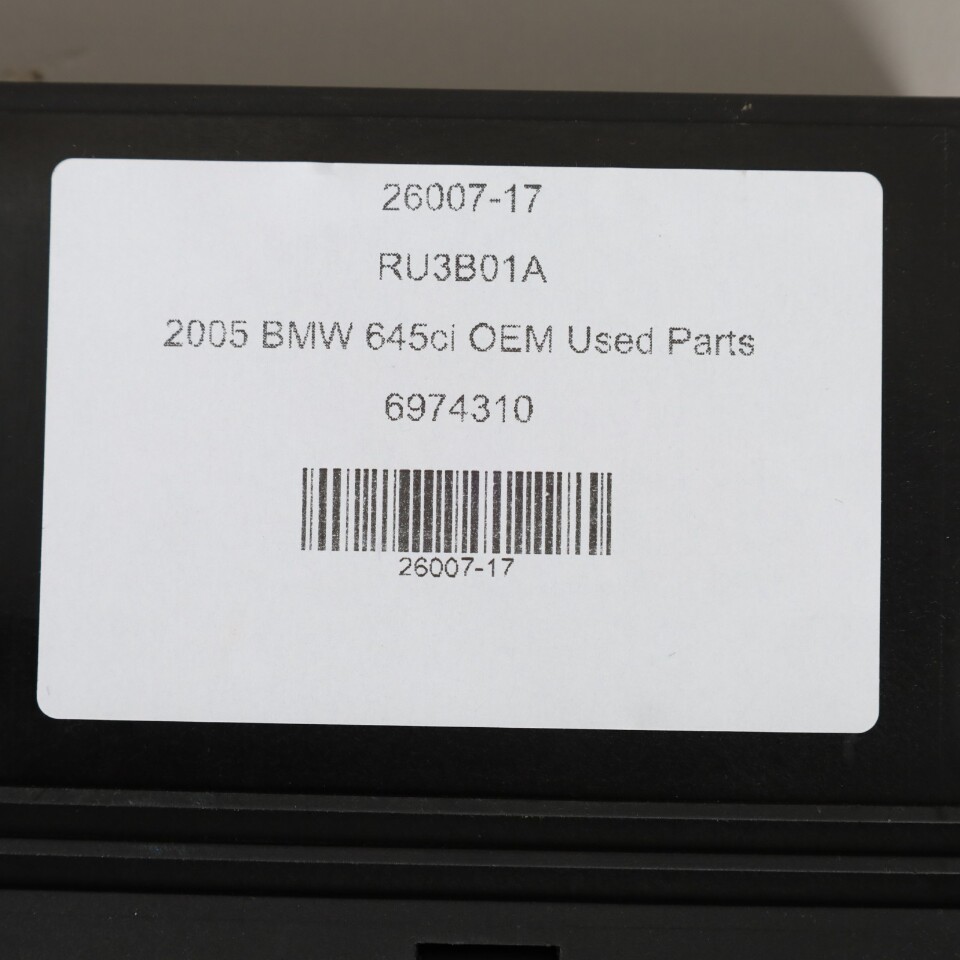 26007-17
RU3B01A
2005 BMW 645ci OEM Used Parts
6974310
26007-17